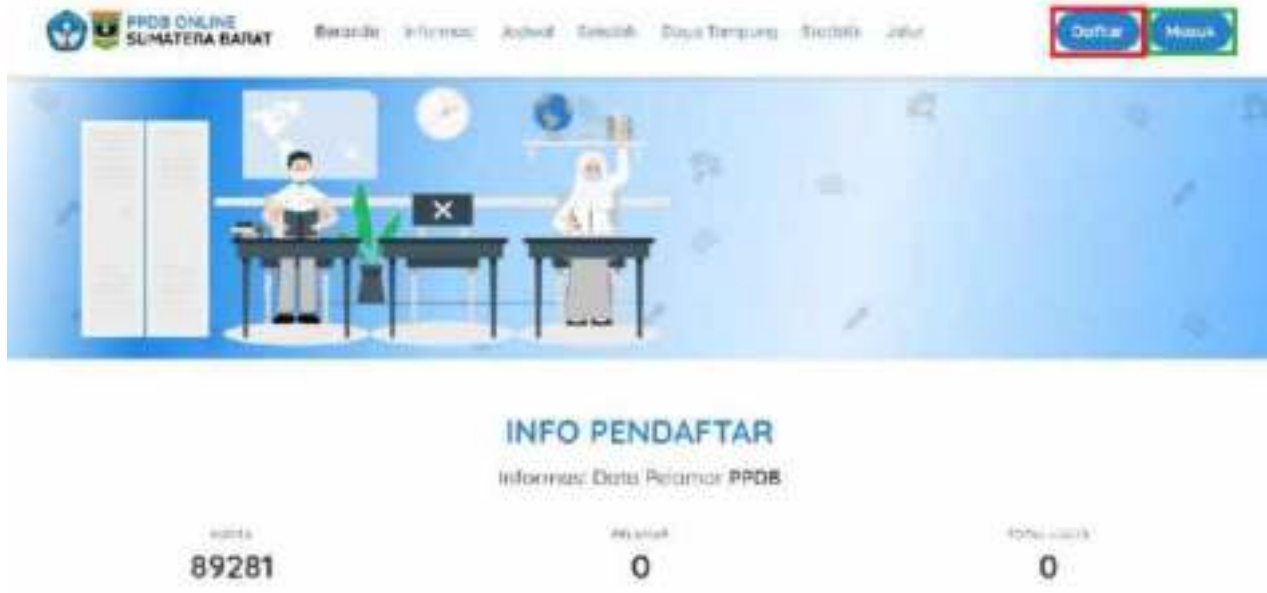 PPDB ONLINE
SUMATERA BARAT
Beranda Informasi Jadwal Sekolah Daya Tampung Statistik Jalur
Daftar Masuk
INFO PENDAFTAR
Informasi Data Pelamar PPDB
89281 0 0